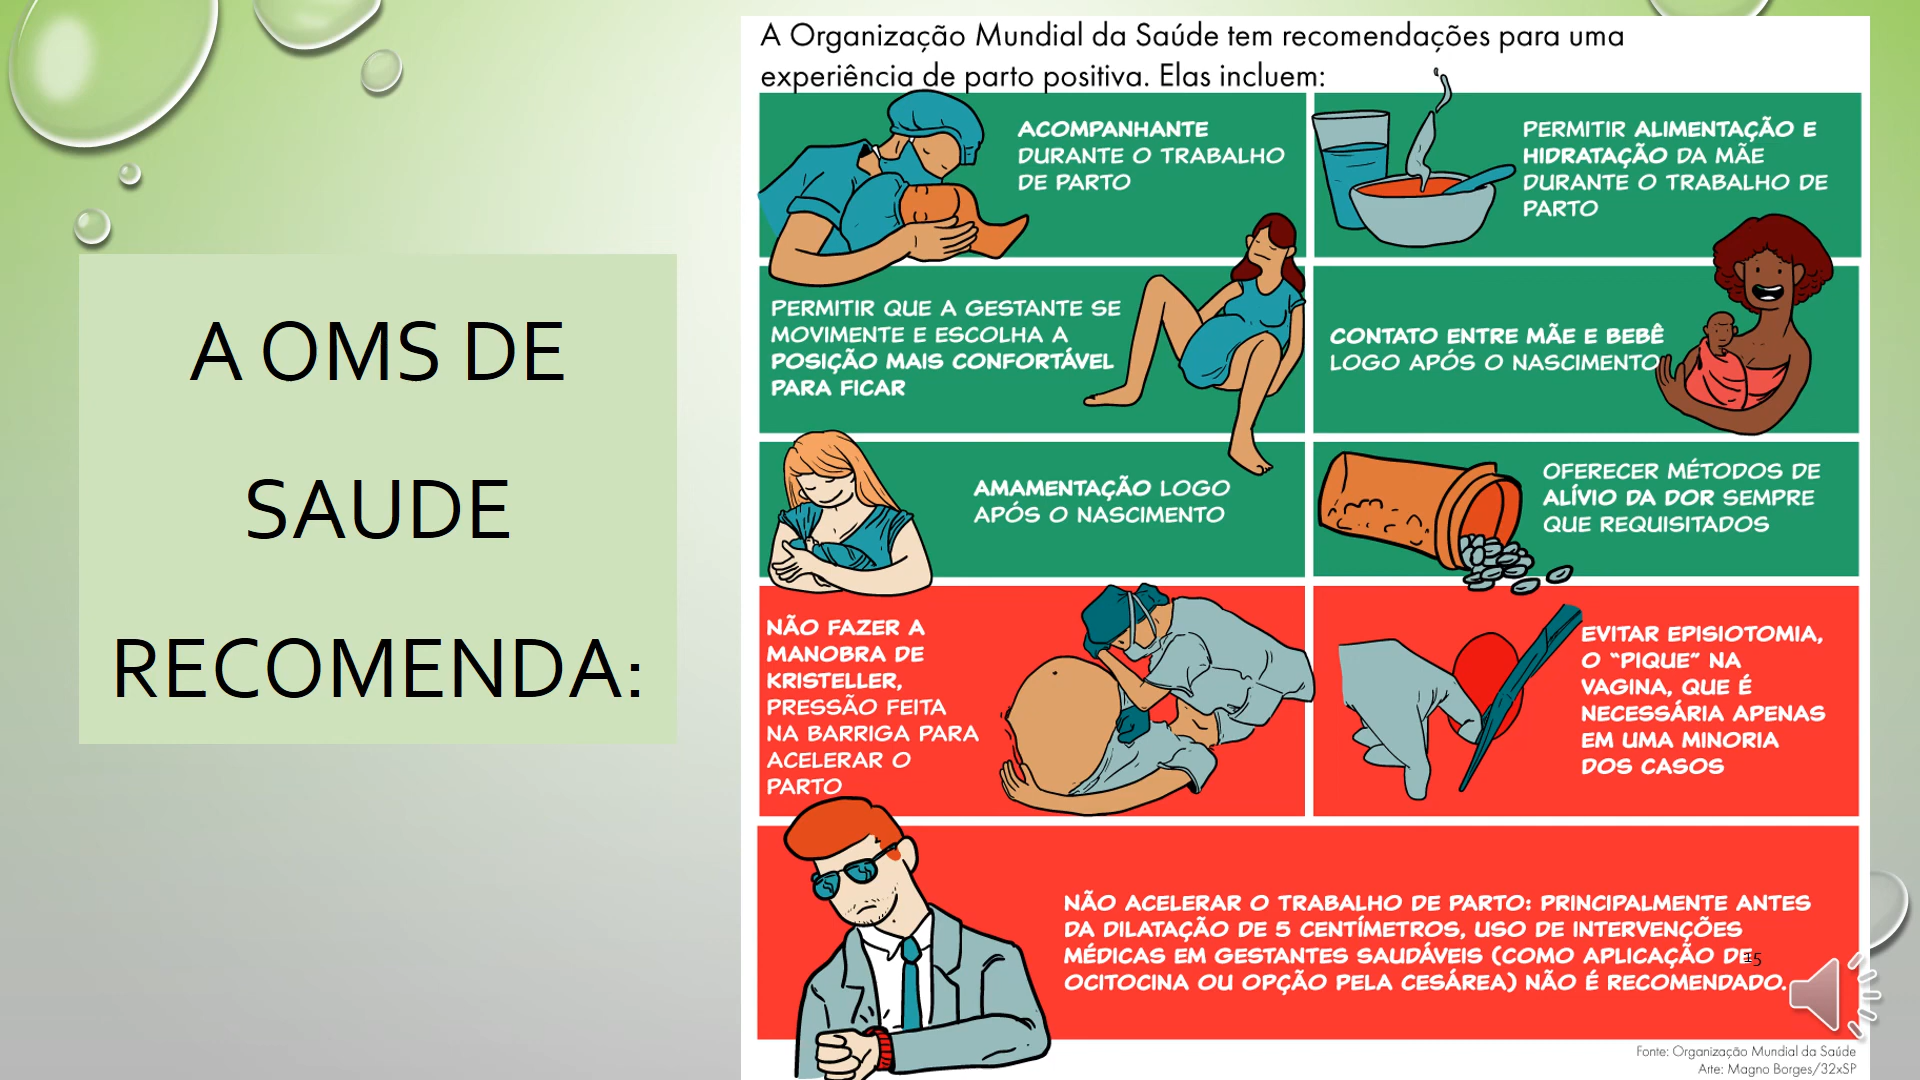 A OMS DE
SAUDE
RECOMENDA:
A Organização Mundial da Saúde tem recomendações para uma
experiência de parto positiva. Elas incluem:
ACOMPANHANTE
DURANTE O TRABALHO
DE PARTO
PERMITIR ALIMENTAÇÃO E
HIDRATAÇÃO DA MÃE
DURANTE O TRABALHO DE
PARTO
PERMITIR QUE A GESTANTE SE
MOVIMENTE E ESCOLHA A
POSIÇÃO MAIS CONFORTÁVEL
PARA FICAR
CONTATO ENTRE MÃE E BEBÊ
LOGO APÓS O NASCIMENTO
AMAMENTAÇÃO LOGO
APÓS O NASCIMENTO
OFERECER MÉTODOS DE
ALÍVIO DA DOR SEMPRE
QUE REQUISITADOS
NÃO FAZER A
MANOBRA DE
KRISTELLER,
PRESSÃO FEITA
NA BARRIGA PARA
ACELERAR O
PARTO
EVITAR EPISIOTOMIA,
O "PIQUE" NA
VAGINA, QUE É
NECESSÁRIA APENAS
EM UMA MINORIA
DOS CASOS
NÃO ACELERAR O TRABALHO DE PARTO: PRINCIPALMENTE ANTES
DA DILATAÇÃO DE 5 CENTÍMETROS, USO DE INTERVENÇÕES
MÉDICAS EM GESTANTES SAUDÁVEIS (COMO APLICAÇÃO DE
OCITOCINA OU OPÇÃO PELA CESÁREA) NÃO É RECOMENDADO.
15
Fonte: Organização Mundial da Saúde
Arte: Magno Borges/32xSP